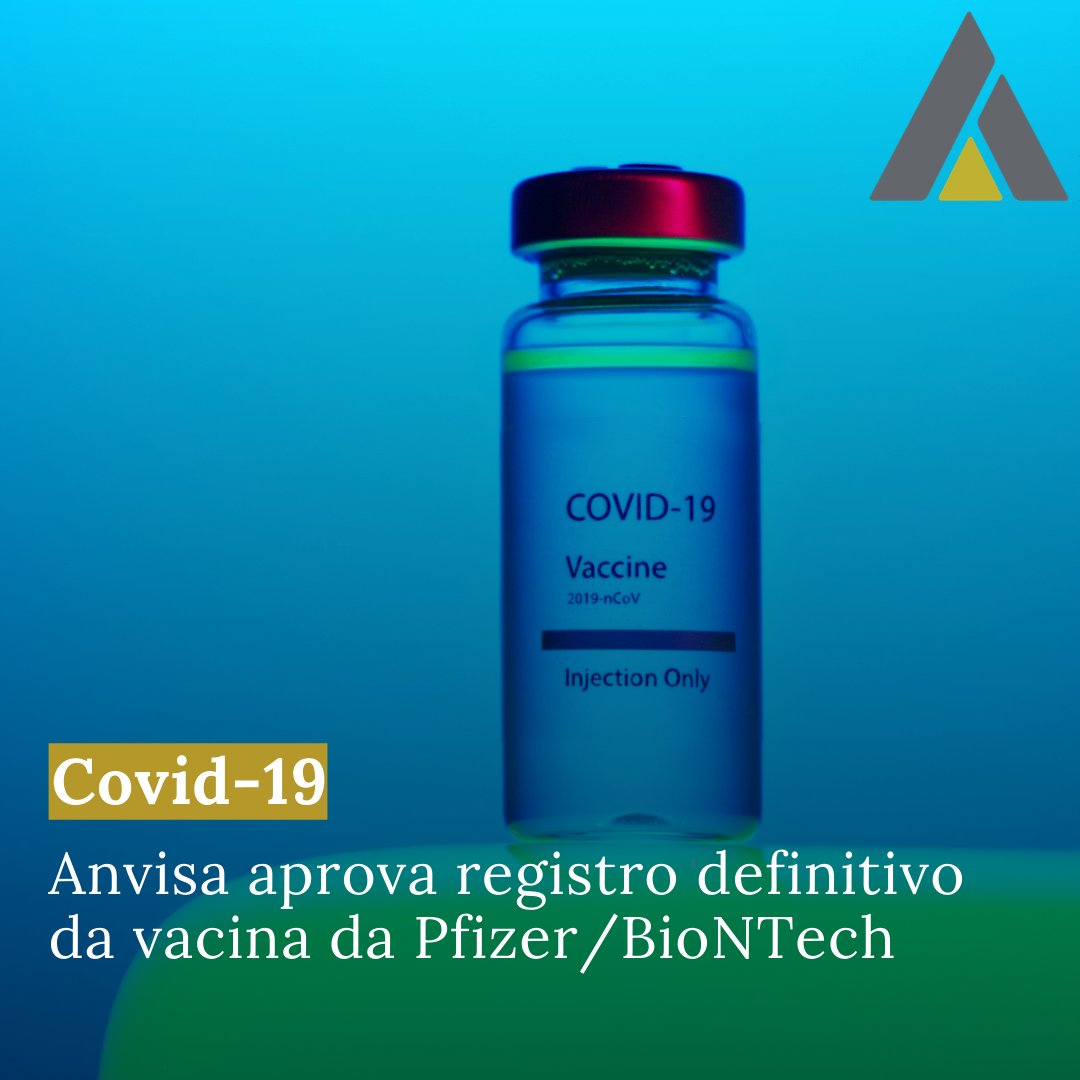 COVID-19
Vaccine
2019-nCoV
Injection Only
Covid-19
Anvisa aprova registro definitivo
da vacina da Pfizer/BioNTech